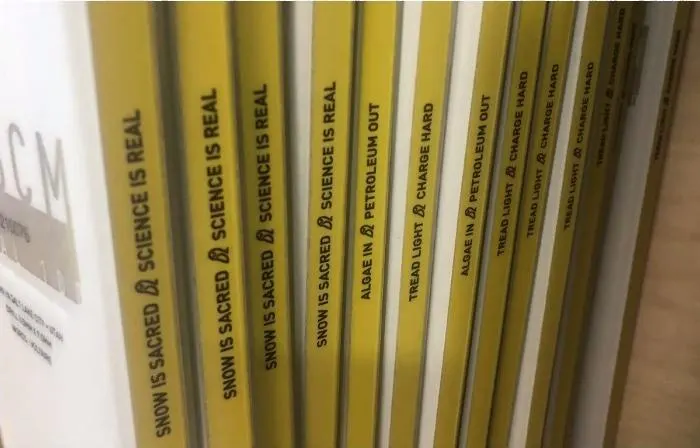 CM
SNOW IS SACRED & SCIENCE IS REAL
SNOW IS SACRED & SCIENCE IS REAL
SNOW IS SACRED & SCIENCE IS REAL
SNOW IS SACRED & SCIENCE IS REAL
ALGAE IN & PETROLEUM OUT
TREAD LIGHT & CHARGE HARD
ALGAE IN & PETROLEUM OUT
TREAD LIGHT & CHARGE HARD
TREAD LIGHT & CHARGE HARD
TREAD LIGHT & CHARGE HARD
TREAD LIGHT & CHARGE HARD